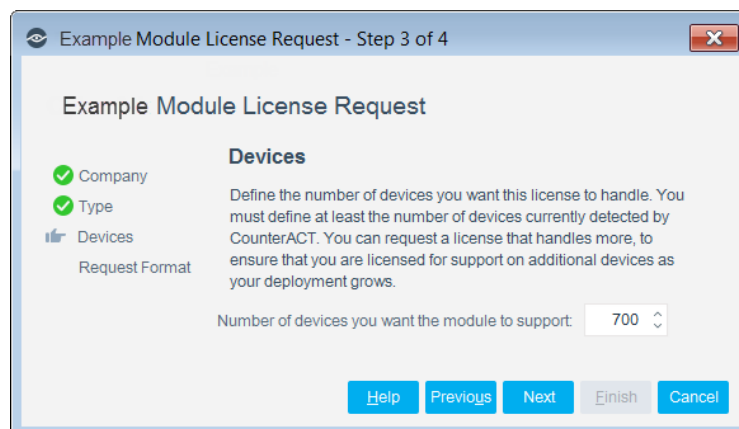 Example Module License Request - Step 3 of 4
Example Module License Request
Company
Type
Devices
Request Format
Devices
Define the number of devices you want this license to handle. You
must define at least the number of devices currently detected by
CounterACT. You can request a license that handles more, to
ensure that you are licensed for support on additional devices as
your deployment grows.
Number of devices you want the module to support: 700
Help Previous Next Finish Cancel